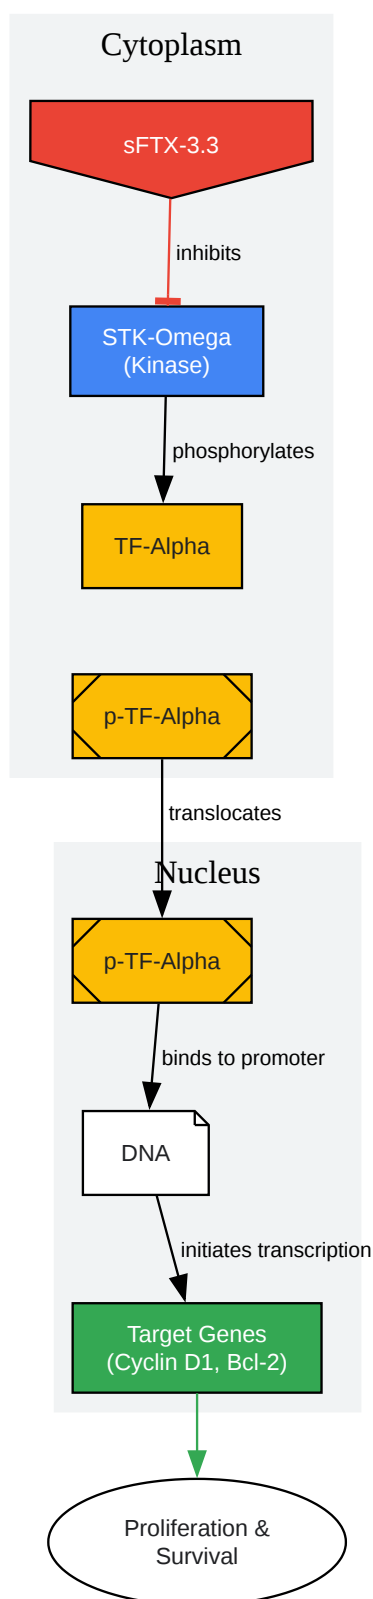 Cytoplasm
sFTX-3.3
inhibits
STK-Omega
(Kinase)
phosphorylates
TF-Alpha
p-TF-Alpha
translocates
Nucleus
p-TF-Alpha
binds to promoter
DNA
initiates transcription
Target Genes
(Cyclin D1, Bcl-2)
Proliferation &
Survival